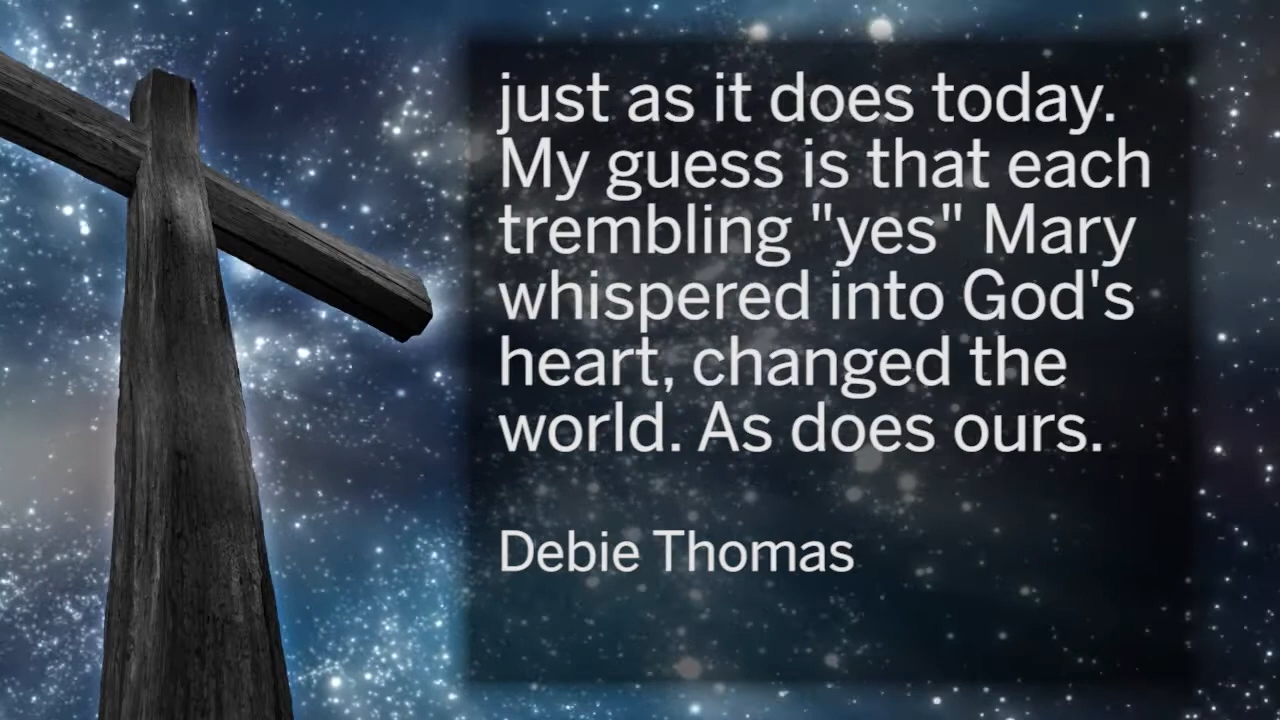 just as it does today.
My guess is that each
trembling "yes" Mary
whispered into God's
heart, changed the
world. As does ours.
Debie Thomas